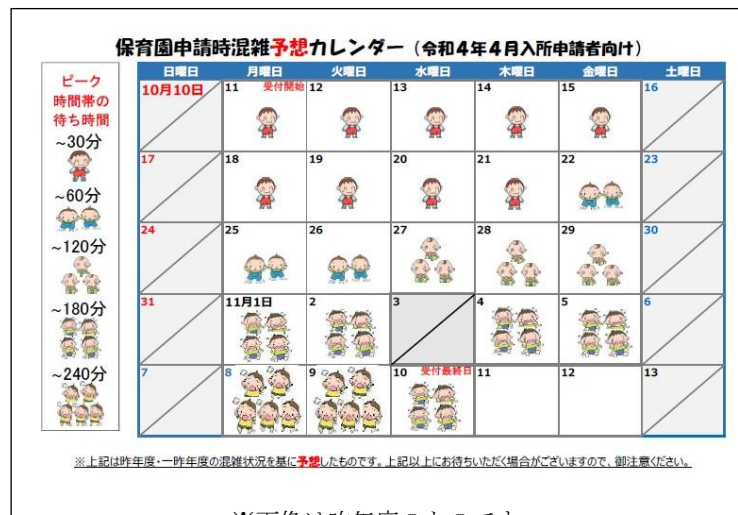 保育園申請時混雑予想カレンダー（令和4年4月入所申請者向け）
ピーク
時間帯の
待ち時間
~30分
~60分
~120分
~180分
~240分
日曜日 月曜日 火曜日 水曜日 木曜日 金曜日 土曜日
10月10日 11 受付開始 12 13 14 15 16
17 18 19 20 21 22 23
24 25 26 27 28 29 30
31 11月1日 2 3 4 5 6
7 8 9 10 受付最終日 11 12 13
※上記は昨年度・一昨年度の混雑状況を基に予想したものです。上記以上にお待ちいただく場合がございますので、御注意ください。